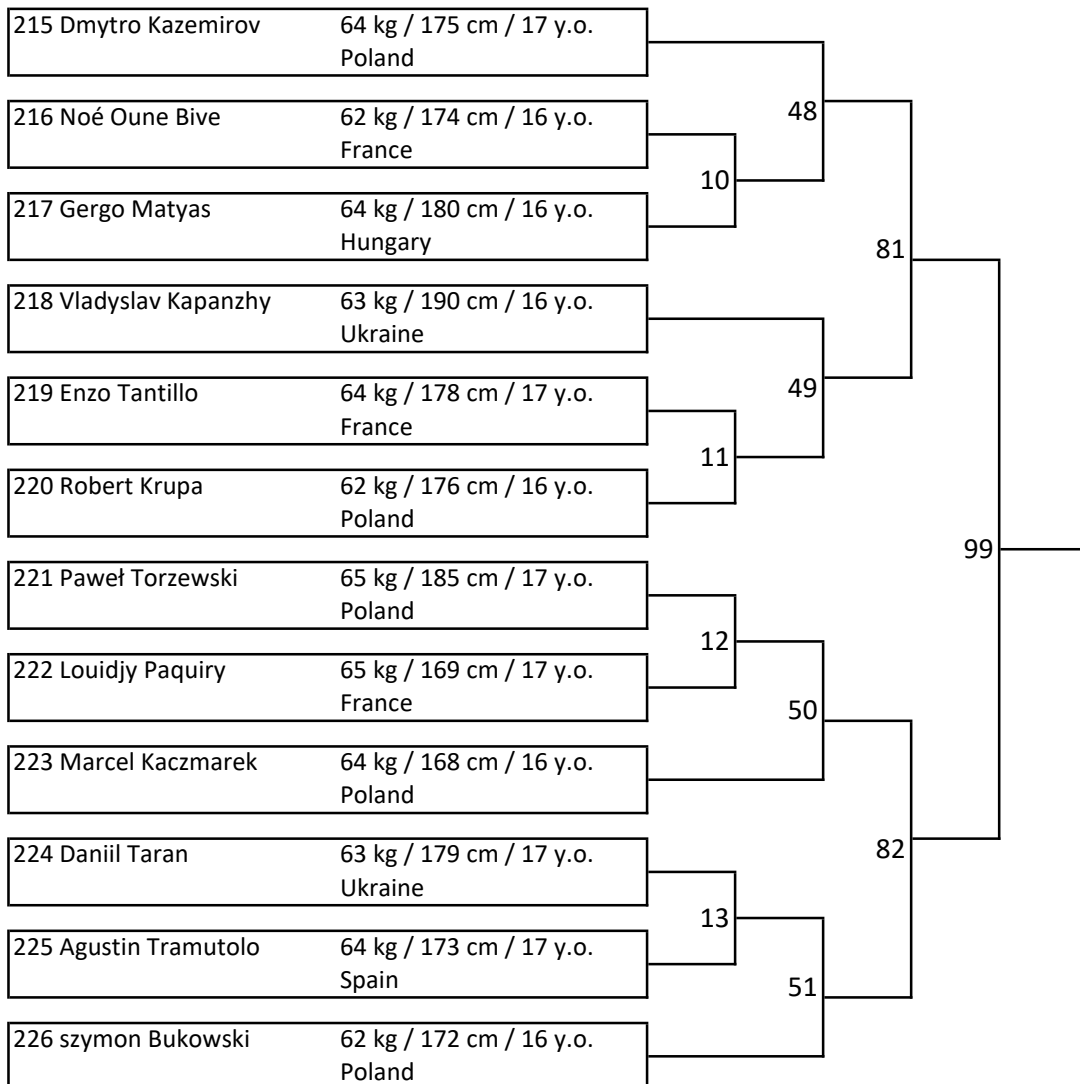 215 Dmytro Kazemirov 64 kg / 175 cm / 17 y.o.
Poland
216 Noé Oune Bive 62 kg / 174 cm / 16 y.o.
France
48
10
217 Gergo Matyas 64 kg / 180 cm / 16 y.o.
Hungary
81
218 Vladyslav Kapanzhy 63 kg / 190 cm / 16 y.o.
Ukraine
219 Enzo Tantillo 64 kg / 178 cm / 17 y.o.
France
49
11
220 Robert Krupa 62 kg / 176 cm / 16 y.o.
Poland
99
221 Paweł Torzewski 65 kg / 185 cm / 17 y.o.
Poland
12
222 Louidjy Paquiry 65 kg / 169 cm / 17 y.o.
France
50
223 Marcel Kaczmarek 64 kg / 168 cm / 16 y.o.
Poland
82
224 Daniil Taran 63 kg / 179 cm / 17 y.o.
Ukraine
13
225 Agustin Tramutolo 64 kg / 173 cm / 17 y.o.
Spain
51
226 szymon Bukowski 62 kg / 172 cm / 16 y.o.
Poland